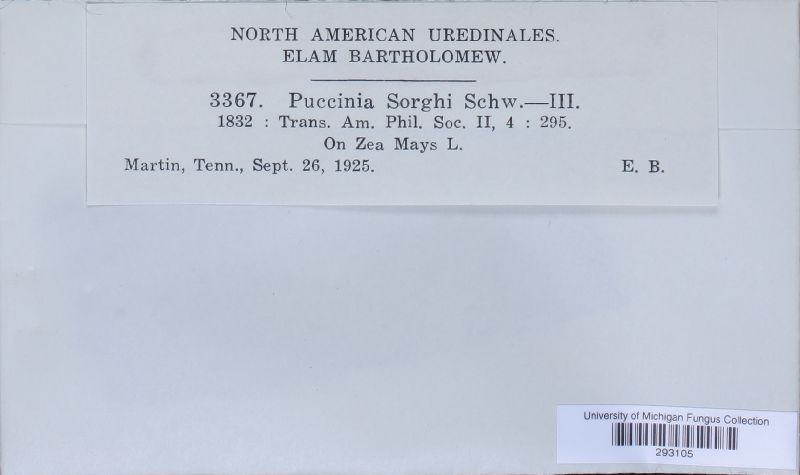 NORTH AMERICAN UREDINALES.
ELAM BARTHOLOMEW.
3367. Puccinia Sorghi Schw.—III.
1832 : Trans. Am. Phil. Soc. II, 4 : 295.
On Zea Mays L.
Martin, Tenn., Sept. 26, 1925. E. B.
University of Michigan Fungus Collection
293105